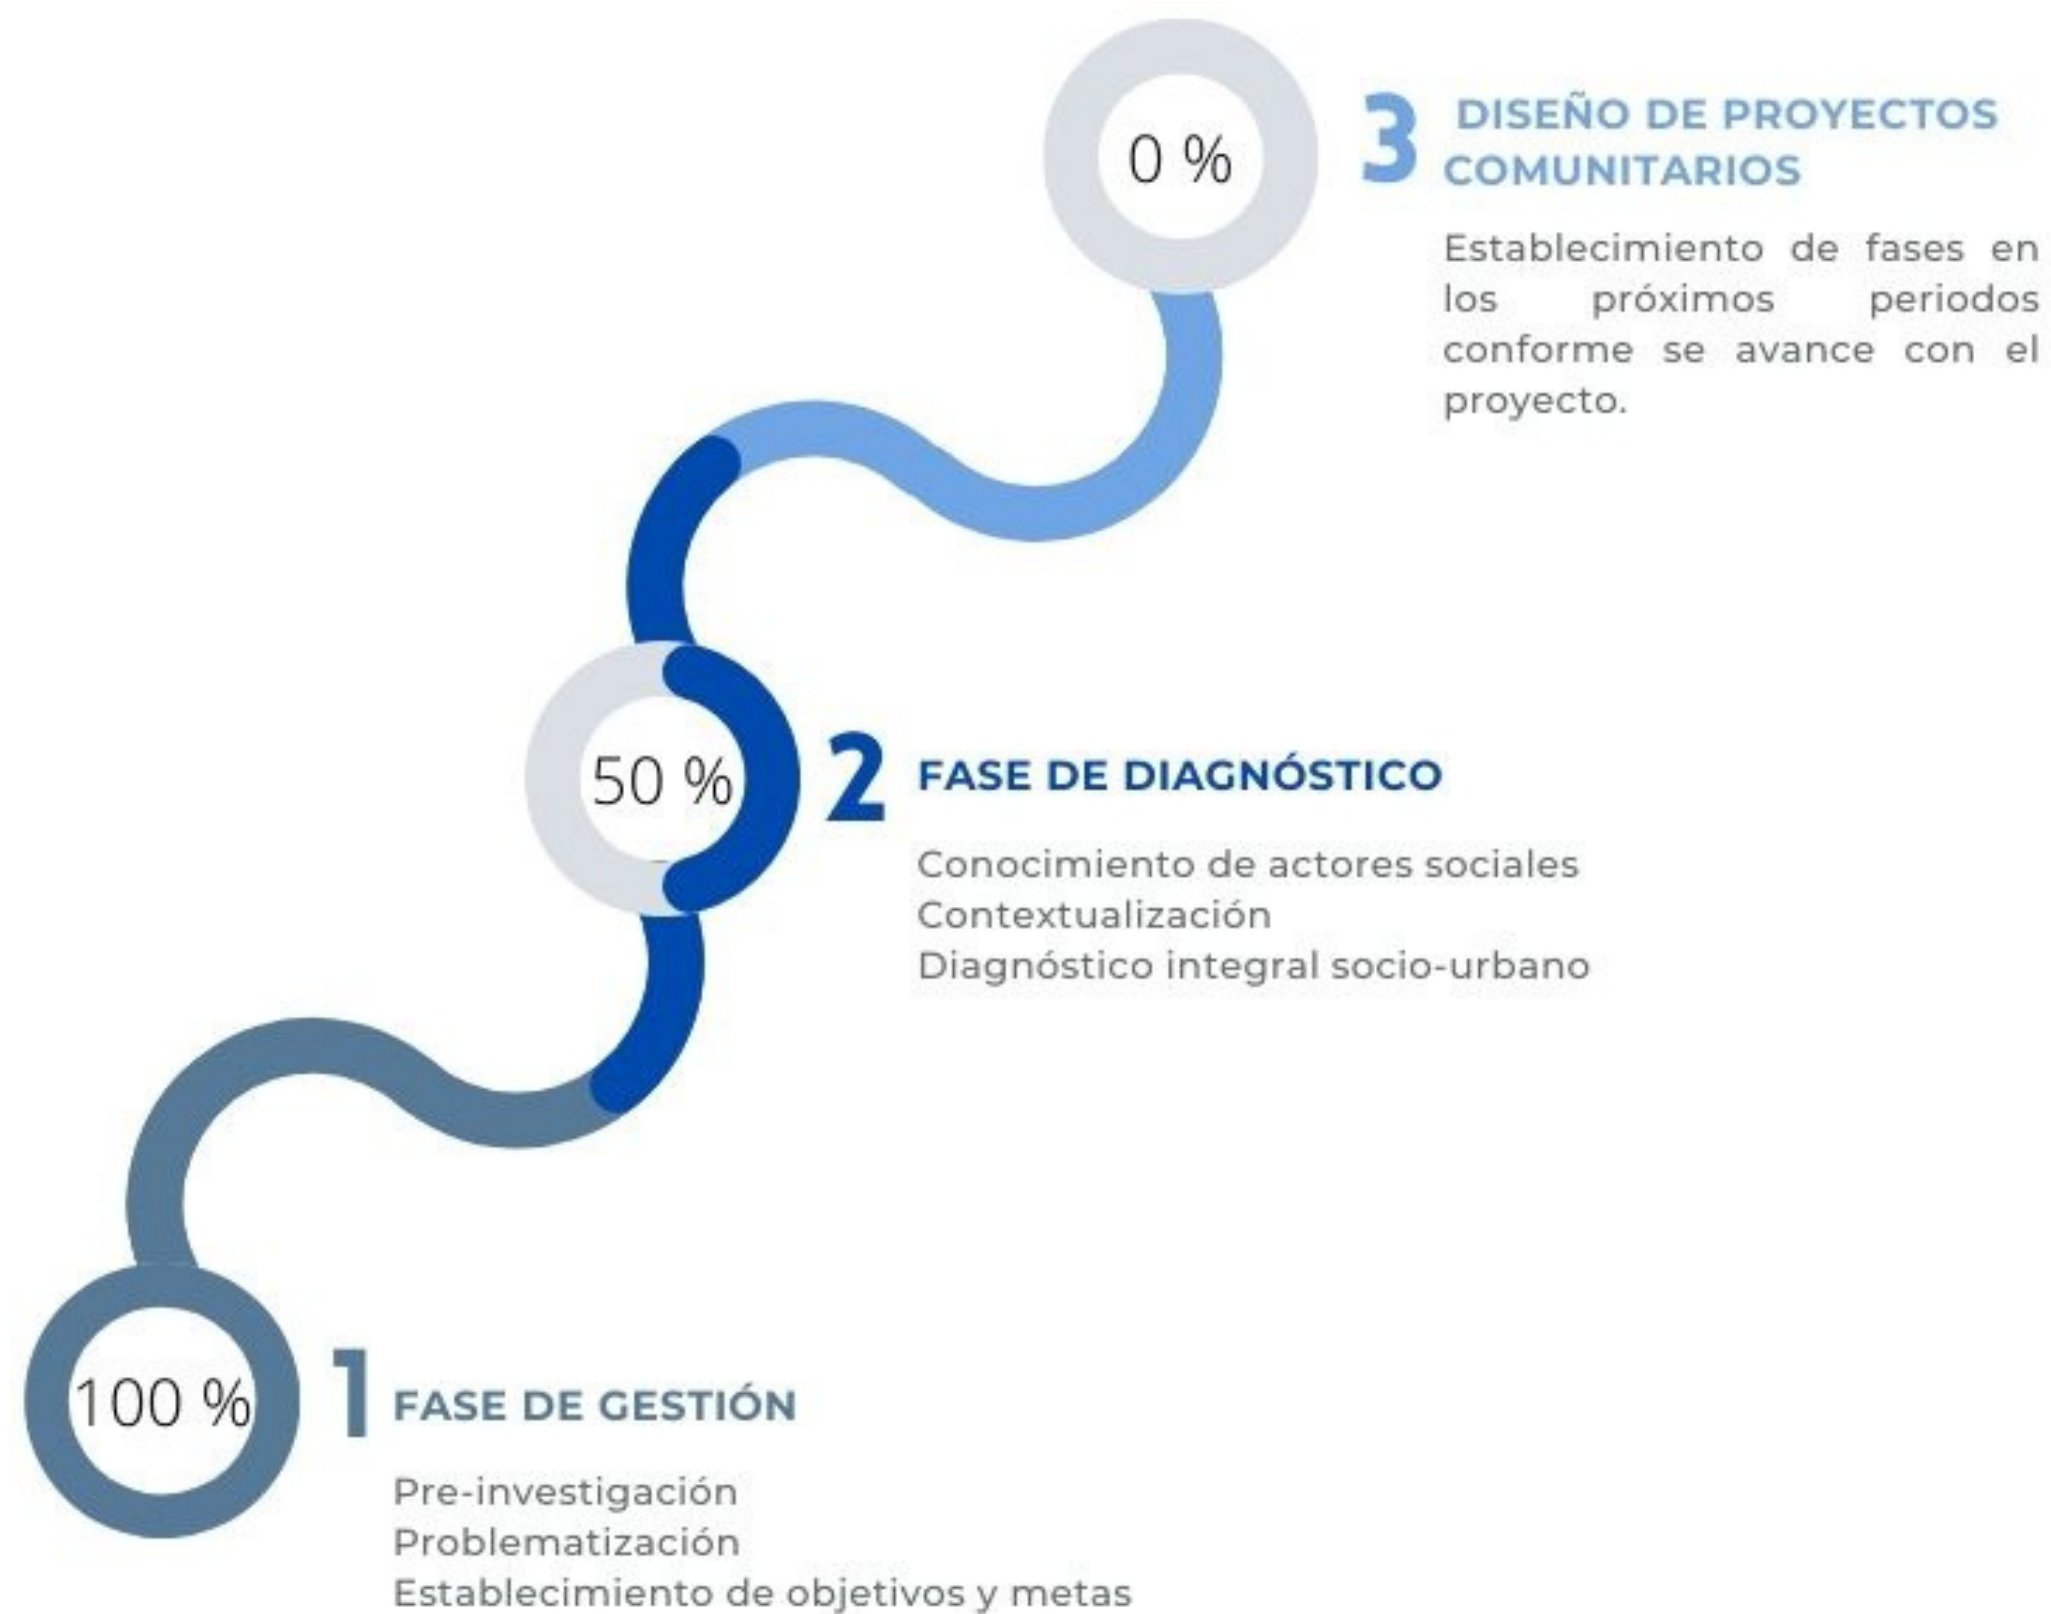 0 %
3 DISEÑO DE PROYECTOS
COMUNITARIOS
Establecimiento de fases en
los próximos periodos
conforme se avance con el
proyecto.
50 %
2 FASE DE DIAGNÓSTICO
Conocimiento de actores sociales
Contextualización
Diagnóstico integral socio-urbano
100 %
1 FASE DE GESTIÓN
Pre-investigación
Problematización
Establecimiento de objetivos y metas